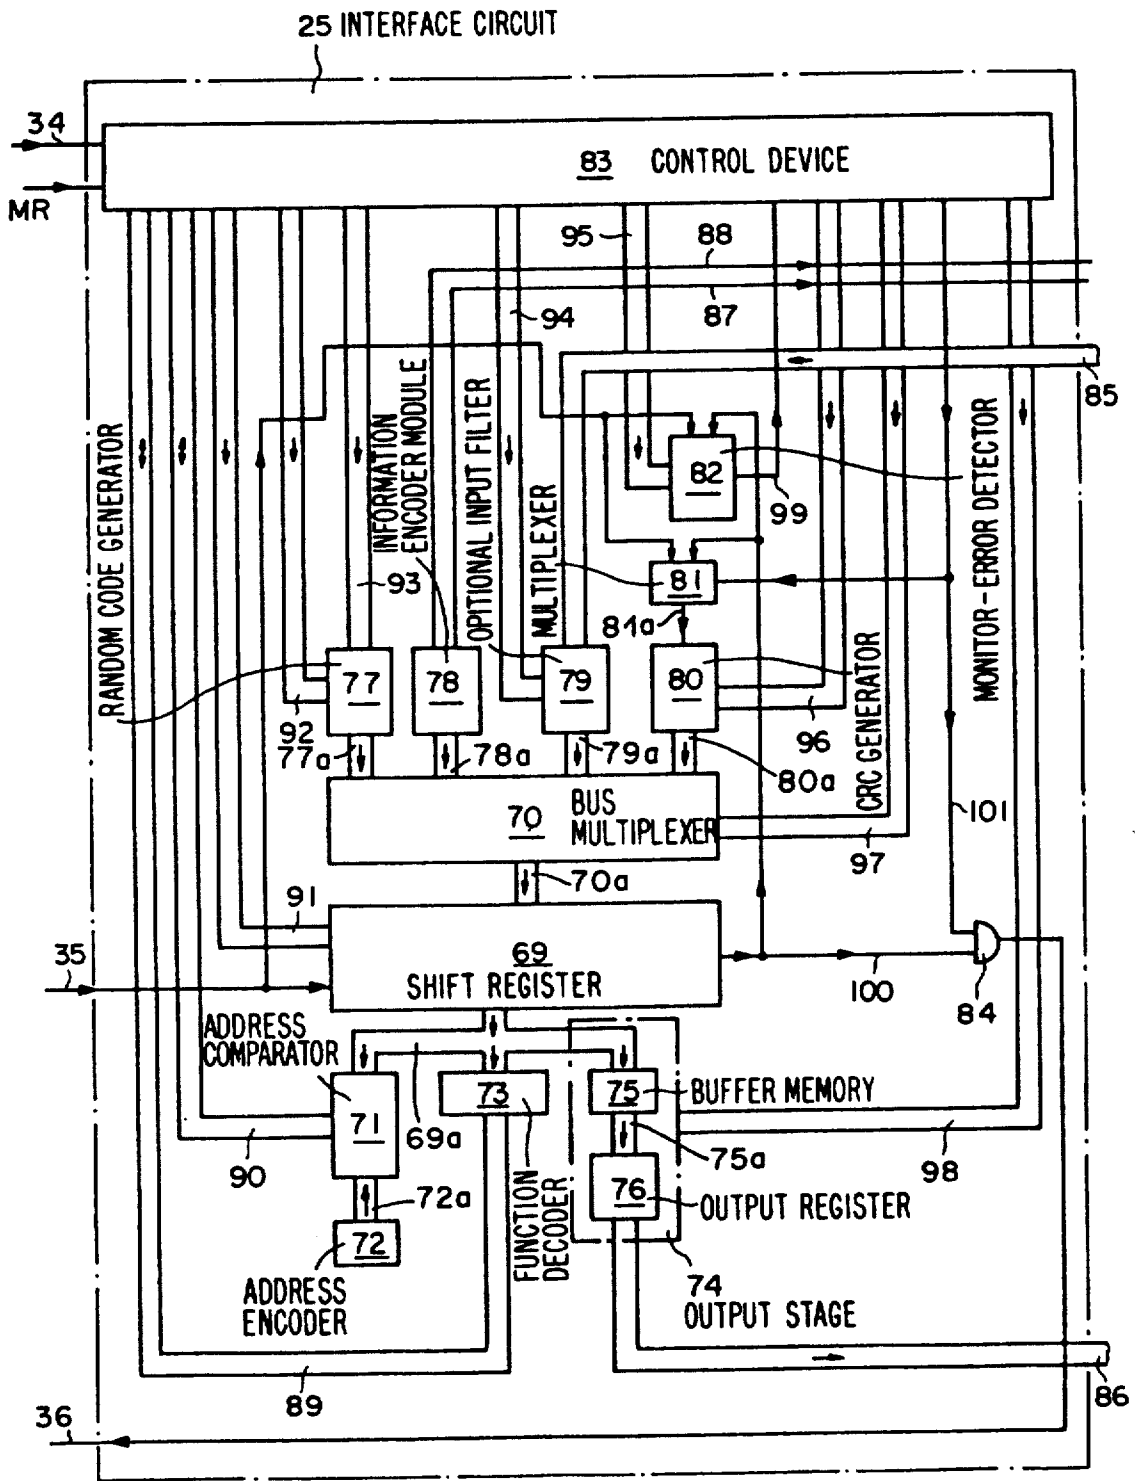 25 INTERFACE CIRCUIT
34
83 CONTROL DEVICE
MR
95
88
87
94
85
RANDOM CODE GENERATOR
INFORMATION
ENCODER MODULE
OPITIONAL INPUT FILTER
MULTIPLEXER
82
99
MONITOR-ERROR DETECTOR
93
81
81a
77
78
79
80
92
96
CRC GENERATOR
77a
78a
79a
80a
70
BUS
MULTIPLEXER
101
97
70a
91
69
SHIFT REGISTER
35
100
84
ADDRESS
COMPARATOR
71
73
75
BUFFER MEMORY
69a
90
75a
98
72a
76
OUTPUT REGISTER
FUNCTION
DECODER
72
74
OUTPUT STAGE
ADDRESS
ENCODER
89
86
36